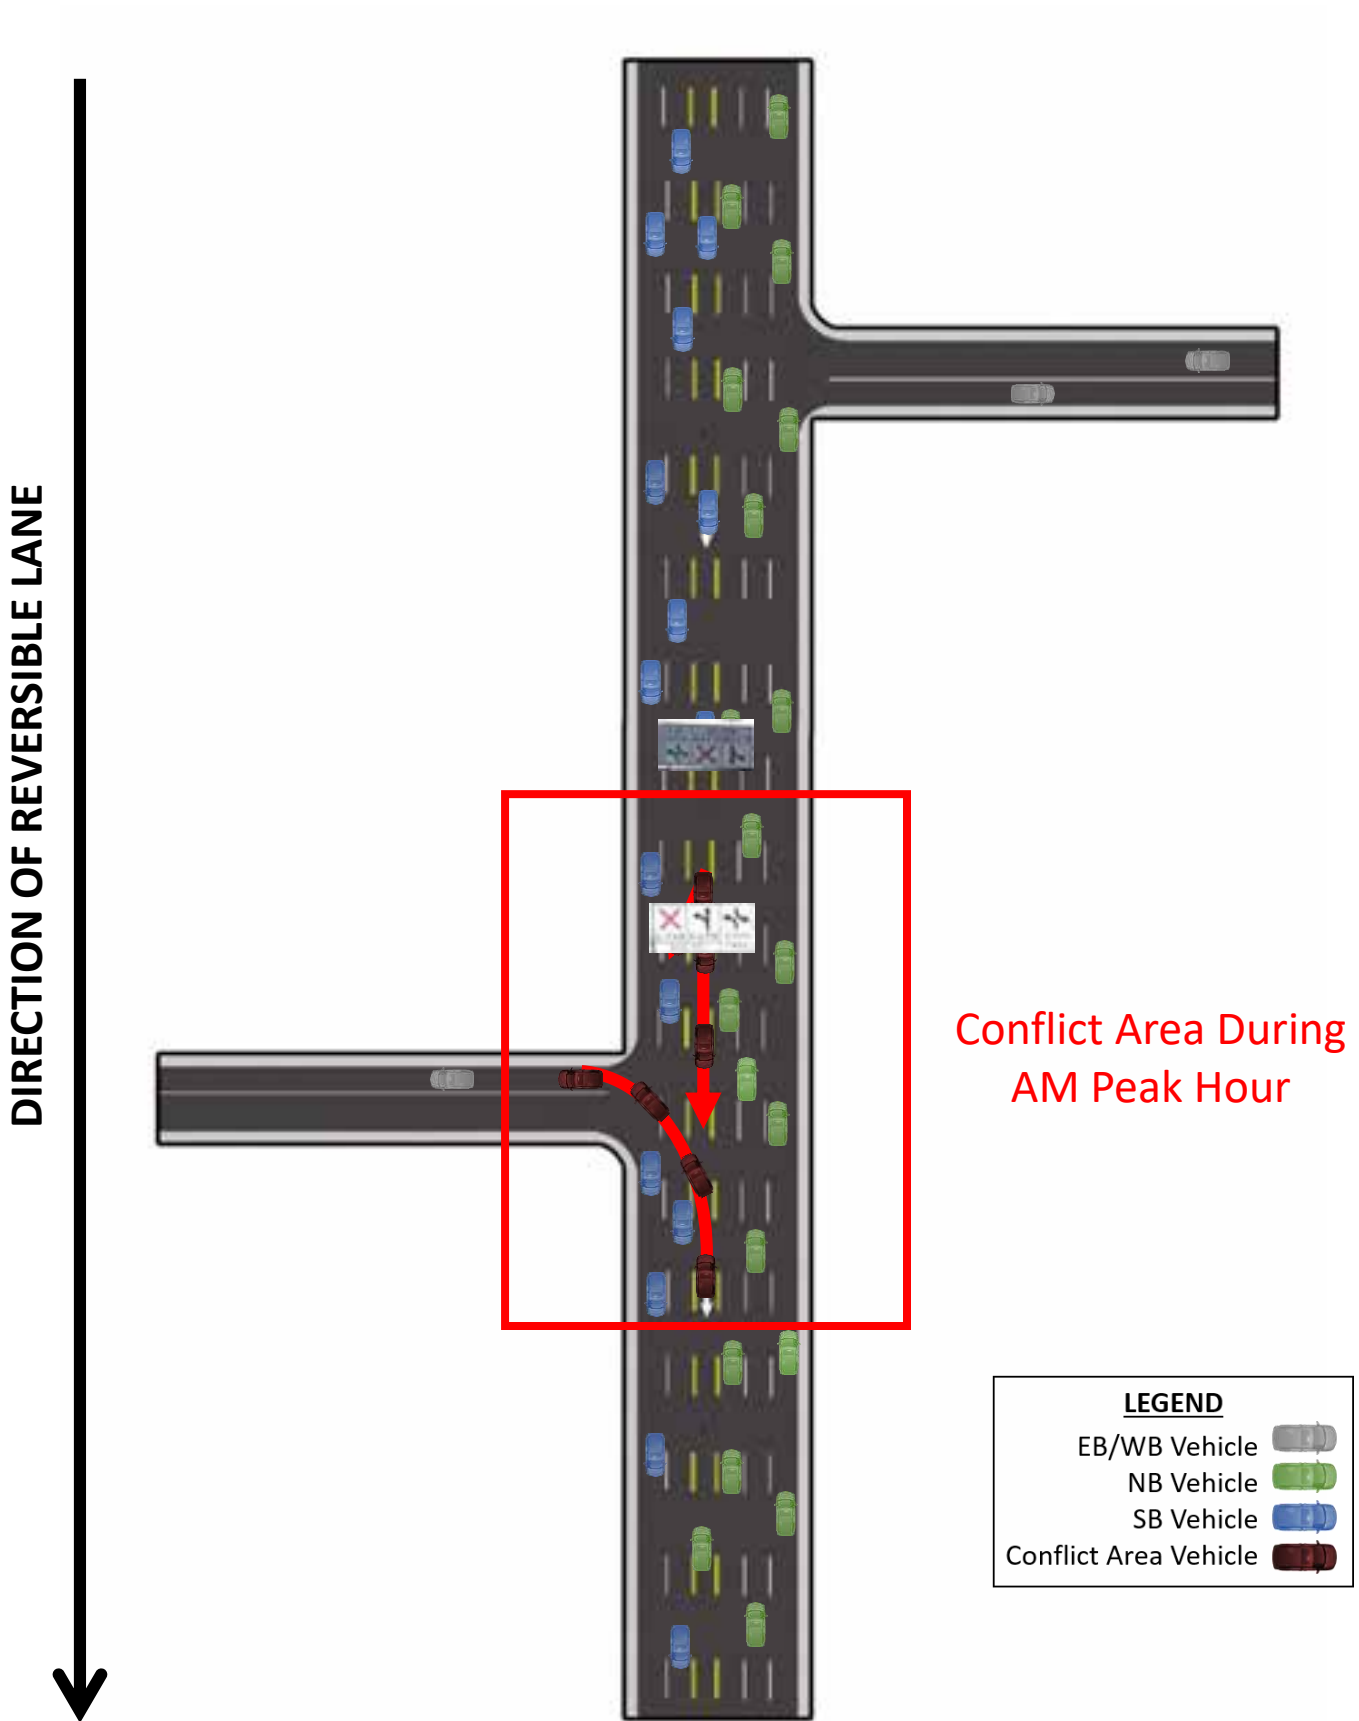 DIRECTION OF REVERSIBLE LANE
Conflict Area During
AM Peak Hour
LEGEND
EB/WB Vehicle
NB Vehicle
SB Vehicle
Conflict Area Vehicle